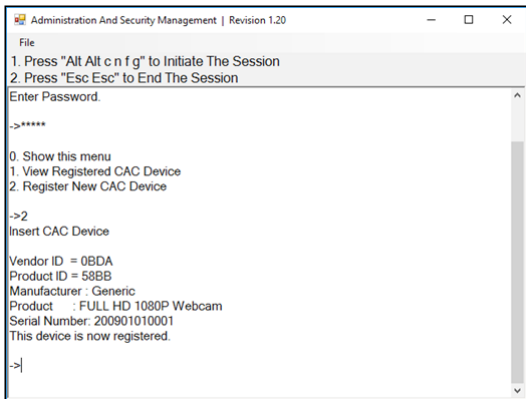 Administration And Security Management | Revision 1.20
File
1. Press "Alt Alt c n f g" to Initiate The Session
2. Press "Esc Esc" to End The Session
Enter Password.
->*****
0. Show this menu
1. View Registered CAC Device
2. Register New CAC Device
->2
Insert CAC Device
Vendor ID = 0BDA
Product ID = 58BB
Manufacturer : Generic
Product : FULL HD 1080P Webcam
Serial Number: 200901010001
This device is now registered.
->